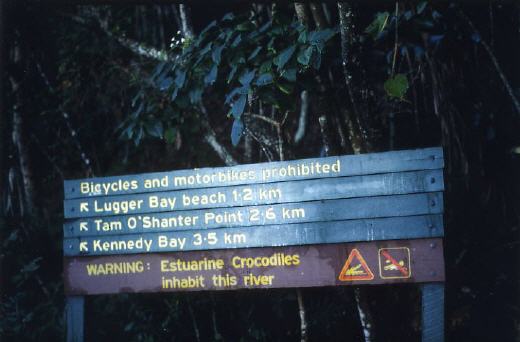 Bicycles and motorbikes prohibited
↖ Lugger Bay beach 1·2 km
↖ Tam O'Shanter Point 2·6 km
↖ Kennedy Bay 3·5 km
WARNING: Estuarine Crocodiles
inhabit this river